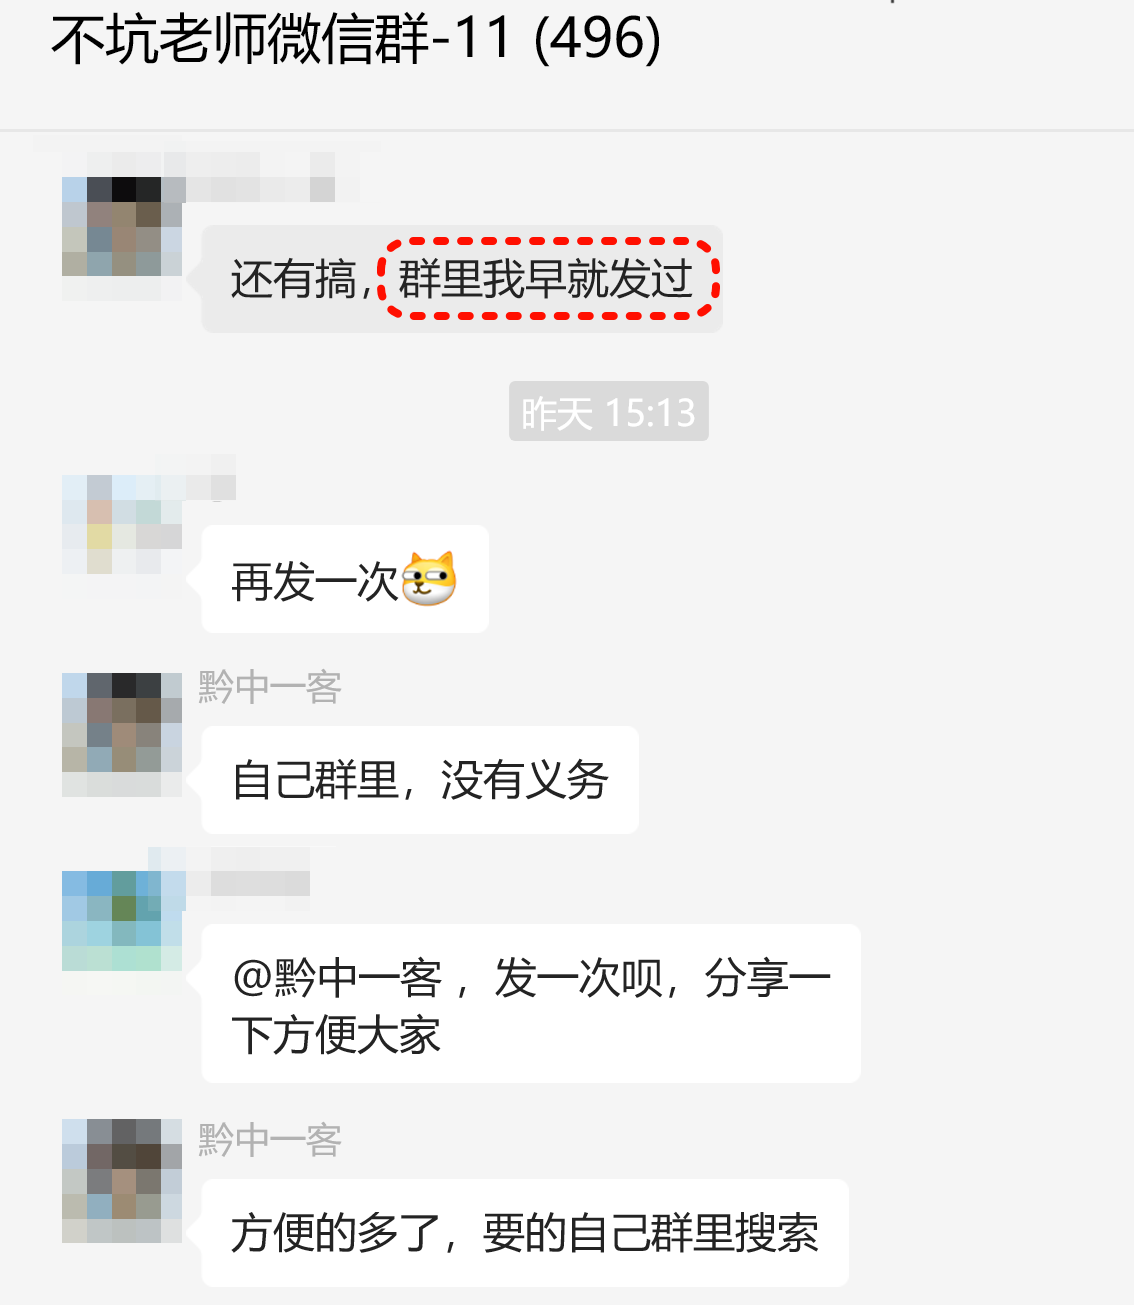 不坑老师微信群-11 (496)
还有搞，群里我早就发过
昨天 15:13
再发一次
黔中一客
自己群里，没有义务
@黔中一客 ，发一次呗，分享一
下方便大家
黔中一客
方便的多了，要的自己群里搜索